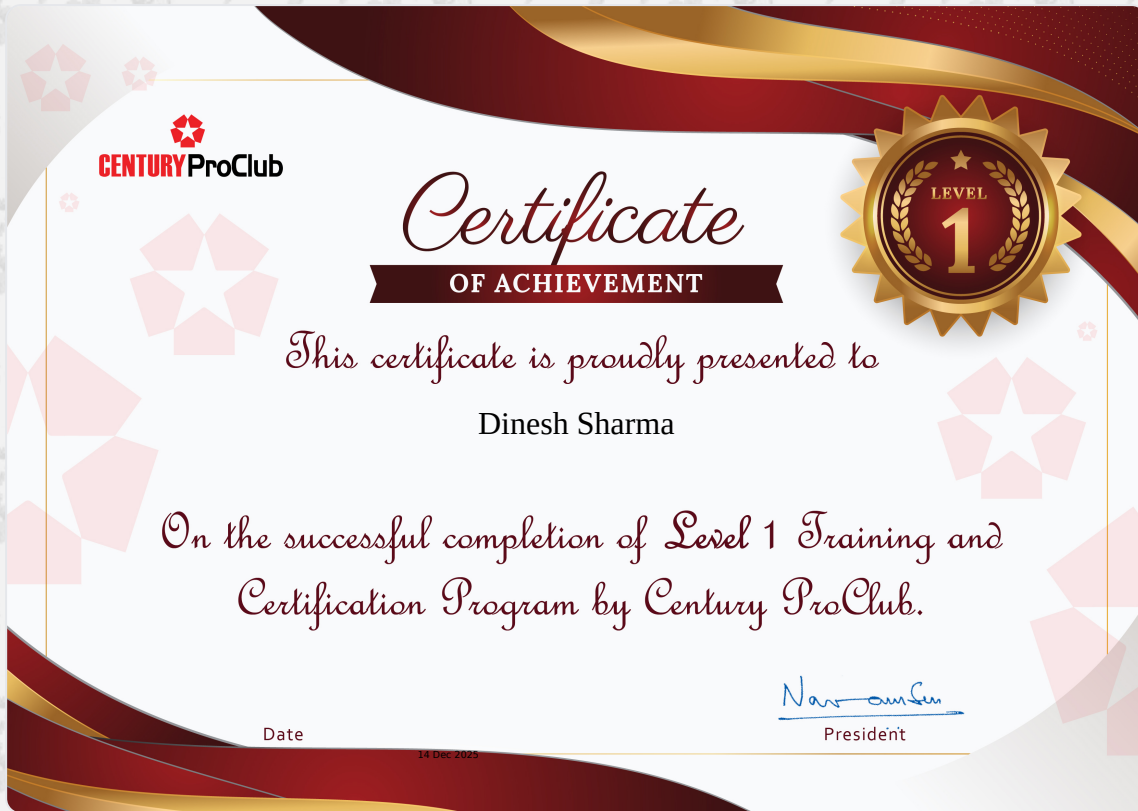 CENTURY ProClub
LEVEL
1
Certificate
OF ACHIEVEMENT
This certificate is proudly presented to
Dinesh Sharma
On the successful completion of Level 1 Training and
Certification Program by Century ProClub.
Date
President
14 Dec 2025